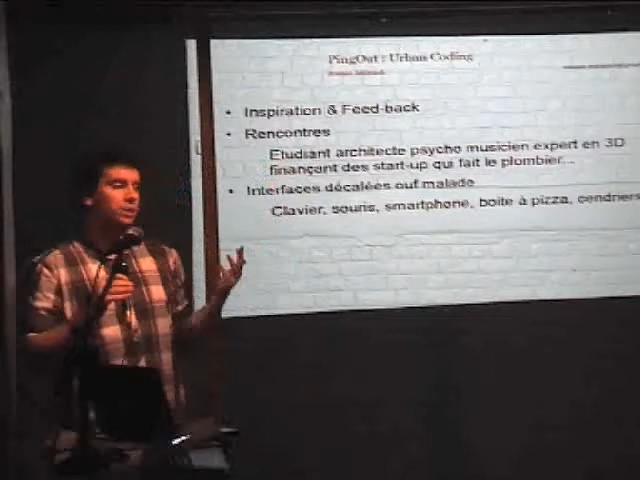 PingOut : Urban Coding
• Inspiration & Feed-back
• Rencontres
Etudiant architecte psycho musicien expert en 3D
finançant des start-up qui fait le plombier...
• Interfaces décalées ouf malade
Clavier, souris, smartphone, boite à pizza, cendriers